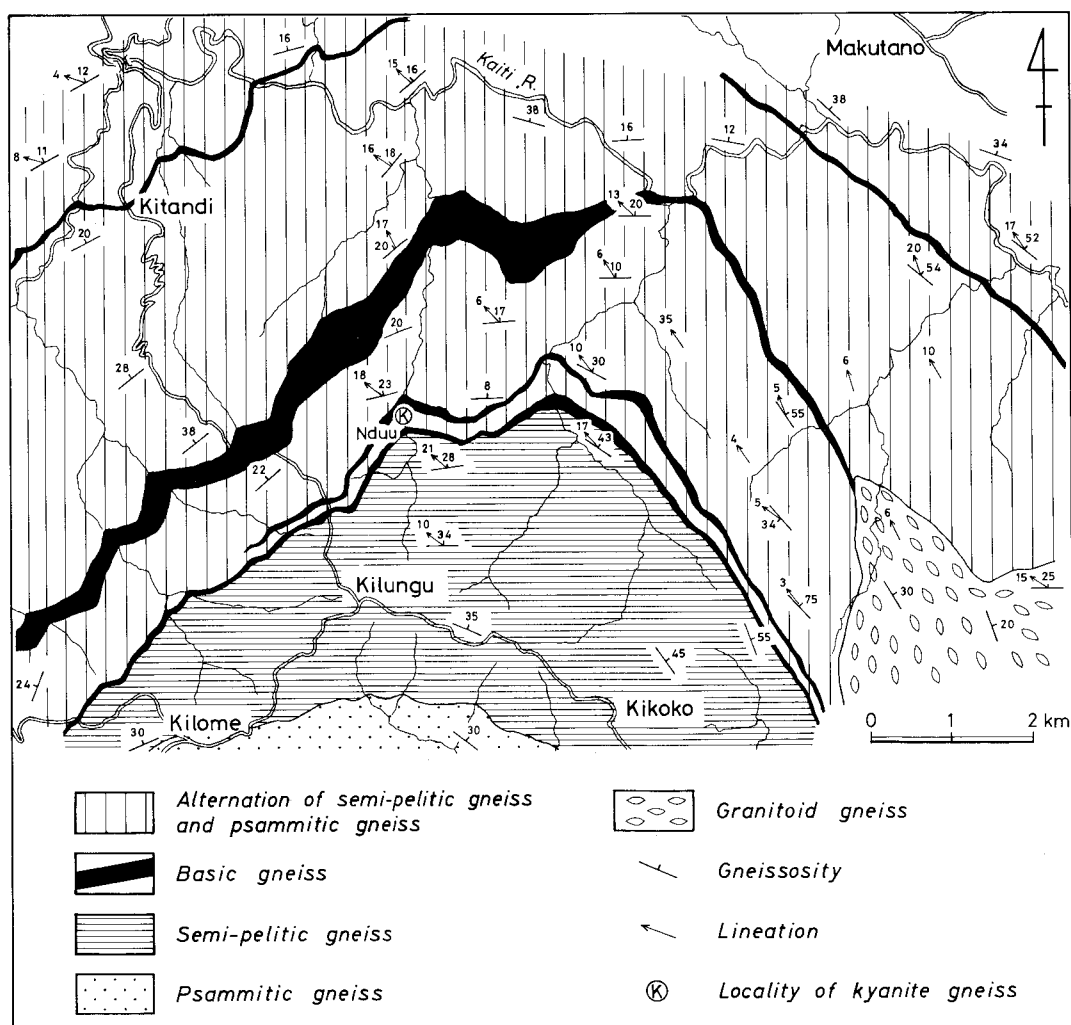 Makutano
4
16
4 12
15 16
Kaiti R.
38
38
16
12
34
8 11
16 18
Kitandi
13 20
20
17 20
17 52
20 54
6 10
6 17
20
35
28
10 30
6
10
18 23
8
5 55
K
Nduu
38
17 43
21 28
4
22
5 34
10 34
6
15 25
Kilungu
30
3 75
35
20
55
45
24
Kilome
Kikoko
30
30
0 1 2 km
Alternation of semi-pelitic gneiss
and psammitic gneiss
Granitoid gneiss
Basic gneiss
Gneissosity
Semi-pelitic gneiss
Lineation
Psammitic gneiss
K Locality of kyanite gneiss